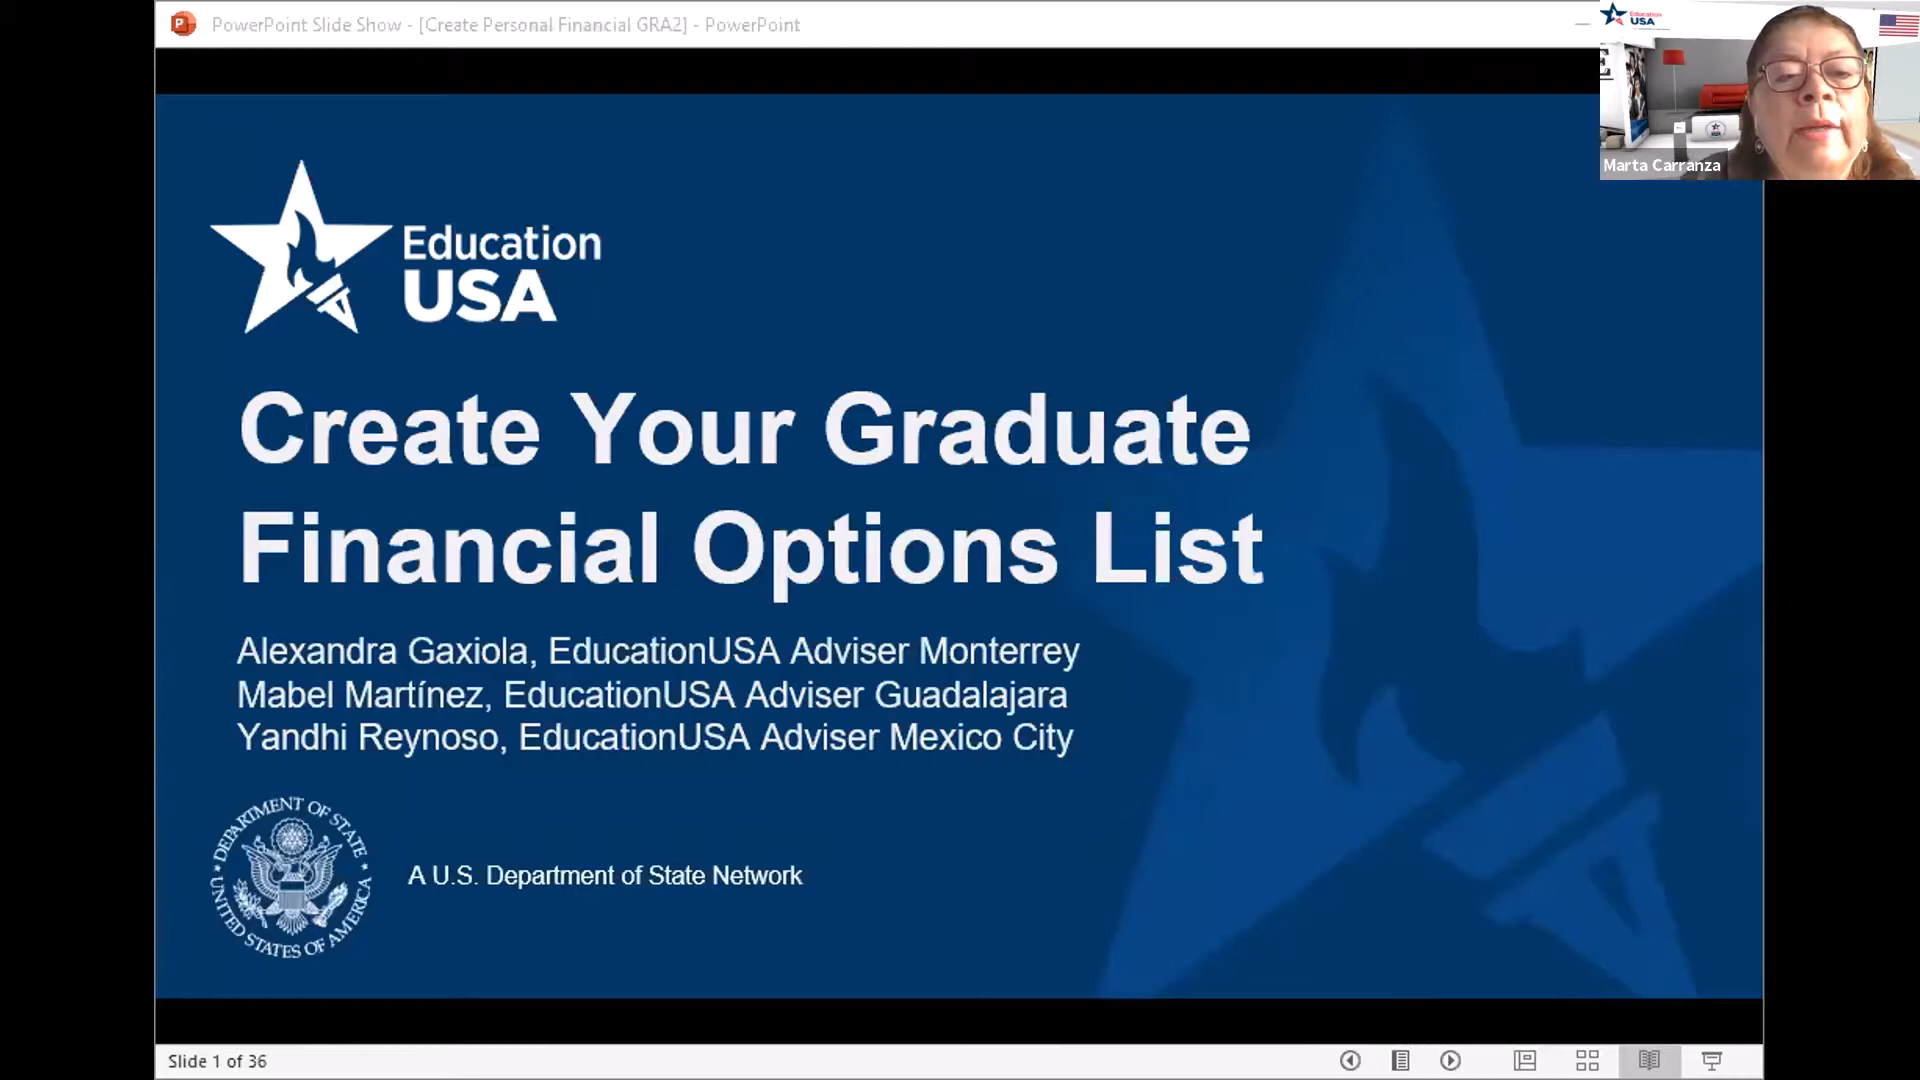 PowerPoint Slide Show - [Create Personal Financial GRA2] - PowerPoint
Education
USA
Marta Carranza
Education
USA
Create Your Graduate
Financial Options List
Alexandra Gaxiola, EducationUSA Adviser Monterrey
Mabel Martínez, EducationUSA Adviser Guadalajara
Yandhi Reynoso, EducationUSA Adviser Mexico City
DEPARTMENT OF STATE
UNITED STATES OF AMERICA
A U.S. Department of State Network
Slide 1 of 36